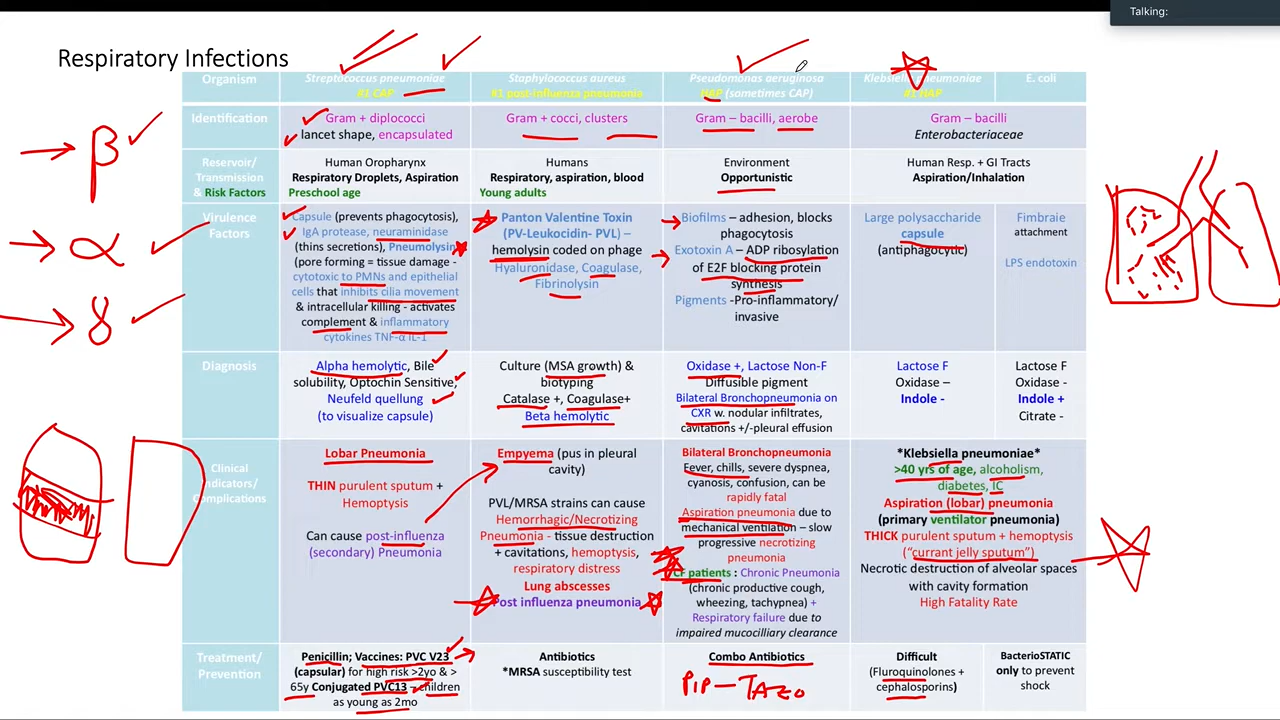 Talking:
Respiratory Infections
Organism
Streptococcus pneumoniae
#1 CAP
Staphylococcus aureus
#1 post-influenza pneumonie
Pseudomonas aeruginosa
HAP (sometimes CAP)
Klebsiella pneumoniae
#1 HAP
E. coli
Identification
Gram + diplococci
lancet shape, encapsulated
Gram + cocci, clusters
Gram – bacilli, aerobe
Gram – bacilli
Enterobacteriaceae
Reservoir/
Transmission
& Risk Factors
Human Oropharynx
Respiratory Droplets, Aspiration
Preschool age
Humans
Respiratory, aspiration, blood
Young adults
Environment
Opportunistic
Human Resp. + GI Tracts
Aspiration/Inhalation
Virulence
Factors
Capsule (prevents phagocytosis),
IgA protease, neuraminidase
(thins secretions), Pneumolysin
(pore forming = tissue damage -
cytotoxic to PMNs and epithelial
cells that inhibits cilia movement
& intracellular killing - activates
complement & inflammatory
cytokines TNF-α IL-1
Panton Valentine Toxin
(PV-Leukocidin- PVL) –
hemolysin coded on phage
Hyaluronidase, Coagulase,
Fibrinolysin
Biofilms – adhesion, blocks
phagocytosis
Exotoxin A – ADP ribosylation
of E2F blocking protein
synthesis
Pigments -Pro-inflammatory/
invasive
Large polysaccharide
capsule
(antiphagocytic)
Fimbraie
attachment
LPS endotoxin
Diagnosis
Alpha hemolytic, Bile
solubility, Optochin Sensitive,
Neufeld quellung
(to visualize capsule)
Culture (MSA growth) &
biotyping
Catalase +, Coagulase+
Beta hemolytic
Oxidase +, Lactose Non-F
Diffusible pigment
Bilateral Bronchopneumonia on
CXR w. nodular infiltrates,
cavitations +/-pleural effusion
Lactose F
Oxidase –
Indole -
Lactose F
Oxidase -
Indole +
Citrate -
Clinical
Indicators/
Complications
Lobar Pneumonia
THIN purulent sputum +
Hemoptysis
Can cause post-influenza
(secondary) Pneumonia
Empyema (pus in pleural
cavity)
PVL/MRSA strains can cause
Hemorrhagic/Necrotizing
Pneumonia - tissue destruction
+ cavitations, hemoptysis,
respiratory distress
Lung abscesses
Post influenza pneumonia
Bilateral Bronchopneumonia
Fever, chills, severe dyspnea,
cyanosis, confusion, can be
rapidly fatal
Aspiration pneumonia due to
mechanical ventilation – slow
progressive necrotizing
pneumonia
CF patients : Chronic Pneumonia
(chronic productive cough,
wheezing, tachypnea) +
Respiratory failure due to
impaired mucocilliary clearance
*Klebsiella pneumoniae*
>40 yrs of age, alcoholism,
diabetes, IC
Aspiration (lobar) pneumonia
(primary ventilator pneumonia)
THICK purulent sputum + hemoptysis
("currant jelly sputum")
Necrotic destruction of alveolar spaces
with cavity formation
High Fatality Rate
Treatment/
Prevention
Penicillin; Vaccines: PVC V23
(capsular) for high risk >2yo & >
65y Conjugated PVC13 – children
as young as 2mo
Antibiotics
*MRSA susceptibility test
Combo Antibiotics
PIP – TAZO
Difficult
(Fluroquinolones +
cephalosporins)
BacterioSTATIC
only to prevent
shock
β
α
γ